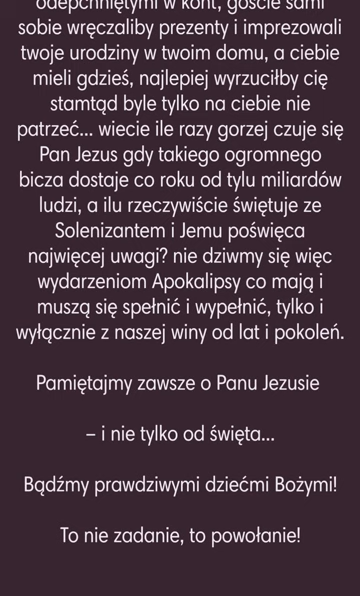 odepchniętymi w kont, goście sami
sobie wręczaliby prezenty i imprezowali
twoje urodziny w twoim domu, a ciebie
mieli gdzieś, najlepiej wyrzuciłby cię
stamtąd byle tylko na ciebie nie
patrzeć... wiecie ile razy gorzej czuje się
Pan Jezus gdy takiego ogromnego
bicza dostaje co roku od tylu miliardów
ludzi, a ilu rzeczywiście świętuje ze
Solenizantem i Jemu poświęca
najwięcej uwagi? nie dziwmy się więc
wydarzeniom Apokalipsy co mają i
muszą się spełnić i wypełnić, tylko i
wyłącznie z naszej winy od lat i pokoleń.
Pamiętajmy zawsze o Panu Jezusie
– i nie tylko od święta...
Bądźmy prawdziwymi dziećmi Bożymi!
To nie zadanie, to powołanie!